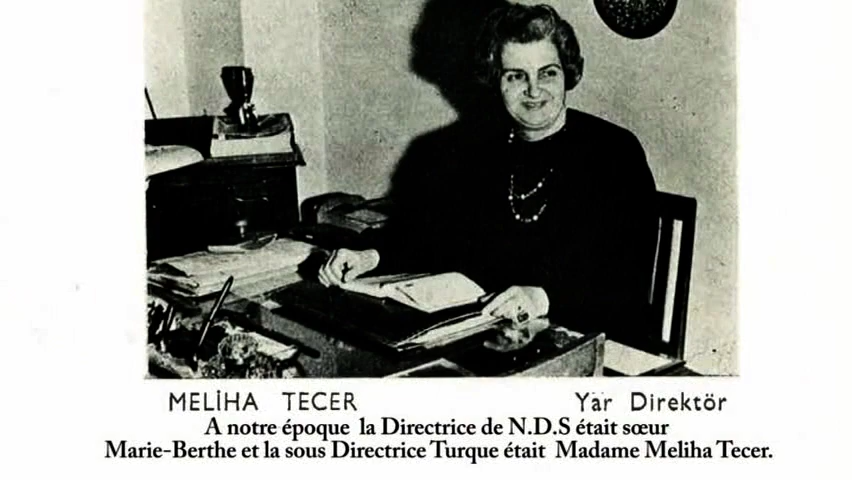 MELİHA TECER Yar Direktör
A notre époque la Directrice de N.D.S était sœur
Marie-Berthe et la sous Directrice Turque était Madame Meliha Tecer.